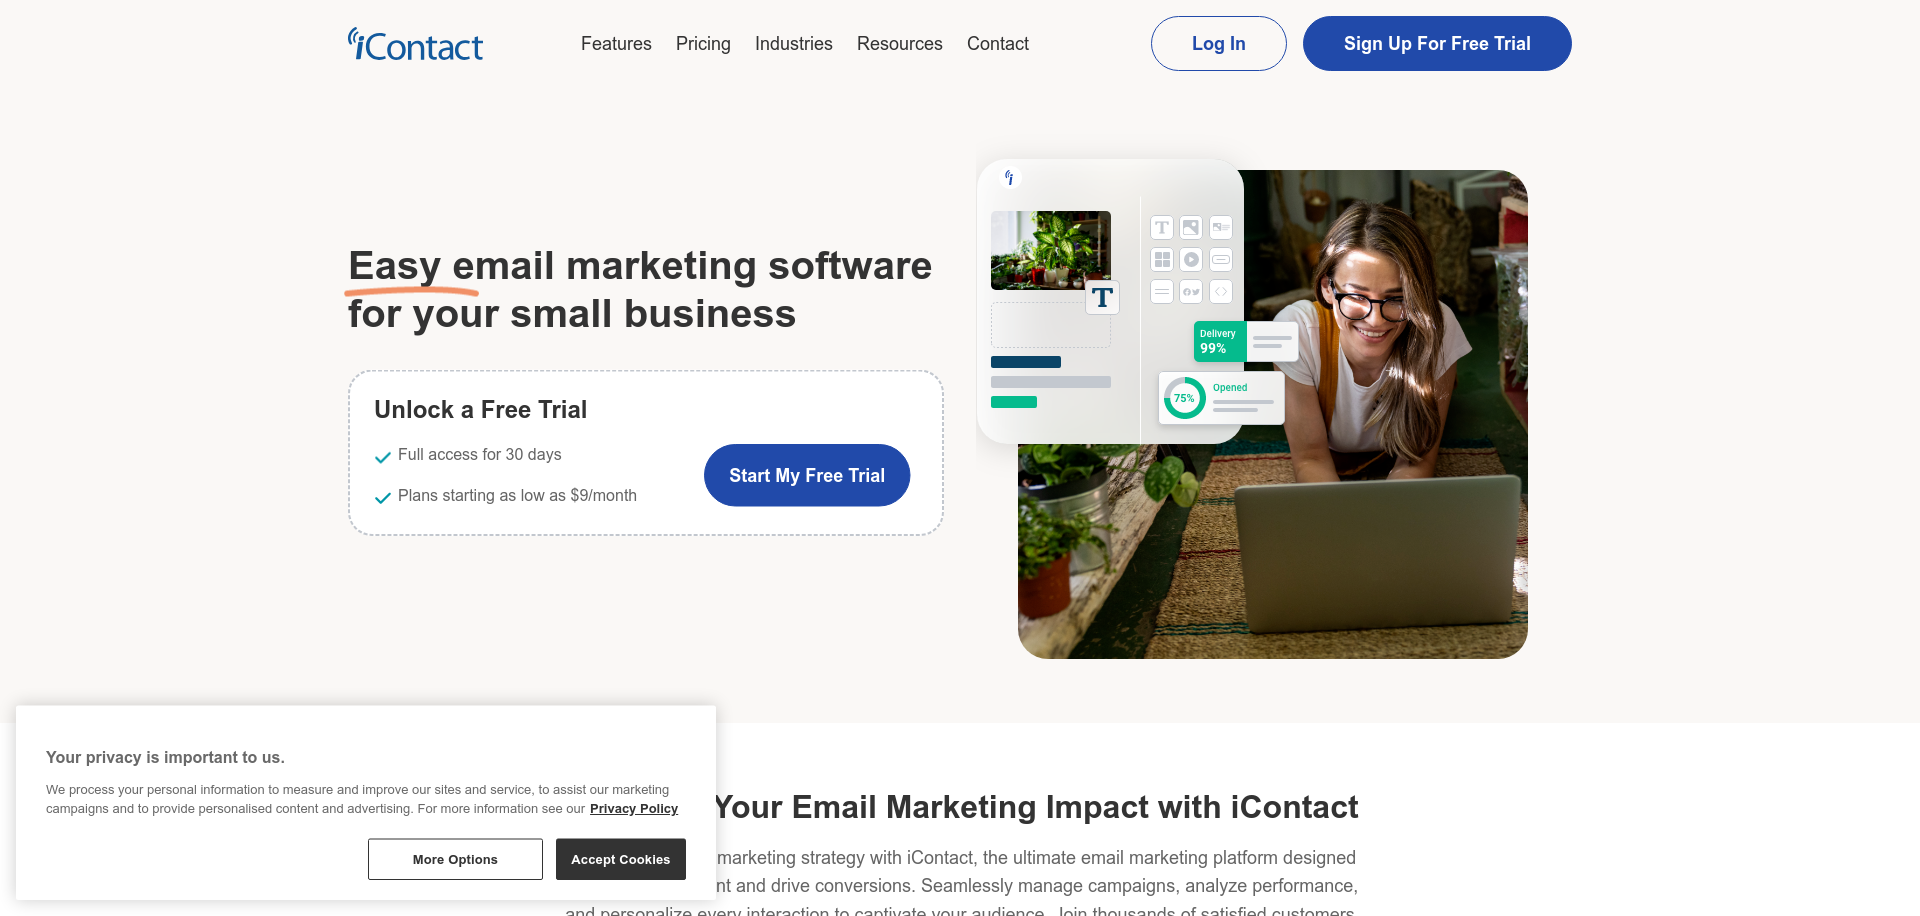 iContact
Features
Pricing
Industries
Resources
Contact
Log In
Sign Up For Free Trial
Easy email marketing software
for your small business
Unlock a Free Trial
Full access for 30 days
Plans starting as low as $9/month
Start My Free Trial
i
T
T
Delivery
99%
75%
Opened
Your privacy is important to us.
We process your personal information to measure and improve our sites and service, to assist our marketing
campaigns and to provide personalised content and advertising. For more information see our Privacy Policy
More Options
Accept Cookies
Your Email Marketing Impact with iContact
marketing strategy with iContact, the ultimate email marketing platform designed
nt and drive conversions. Seamlessly manage campaigns, analyze performance,
and personalize every interaction to captivate your audience. Join thousands of satisfied customers